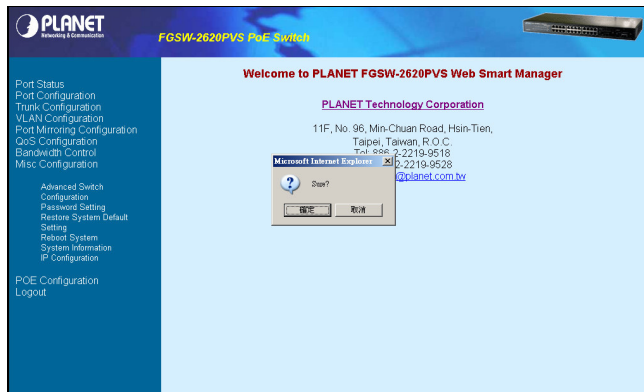 PLANET
Networking & Communication
FGSW-2620PVS PoE Switch
Port Status
Port Configuration
Trunk Configuration
VLAN Configuration
Port Mirroring Configuration
QoS Configuration
Bandwidth Control
Misc Configuration
Advanced Switch
Configuration
Password Setting
Restore System Default
Setting
Reboot System
System Information
IP Configuration
POE Configuration
Logout
Welcome to PLANET FGSW-2620PVS Web Smart Manager
PLANET Technology Corporation
11F, No. 96, Min-Chuan Road, Hsin-Tien,
Taipei, Taiwan, R.O.C.
Tel: 886-2-2219-9518
2-2219-9528
@planet.com.tw
Microsoft Internet Explorer
Sure?
確定
取消